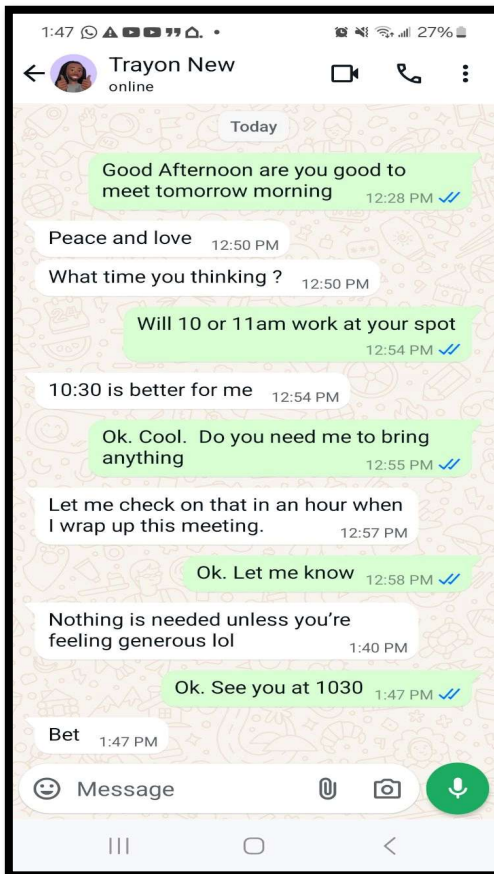 1:47
27%
Trayon New
online
Today
Good Afternoon are you good to
meet tomorrow morning 12:28 PM
Peace and love 12:50 PM
What time you thinking ? 12:50 PM
Will 10 or 11am work at your spot
12:54 PM
10:30 is better for me 12:54 PM
Ok. Cool.  Do you need me to bring
anything 12:55 PM
Let me check on that in an hour when
I wrap up this meeting. 12:57 PM
Ok. Let me know 12:58 PM
Nothing is needed unless you're
feeling generous lol 1:40 PM
Ok. See you at 1030 1:47 PM
Bet 1:47 PM
Message